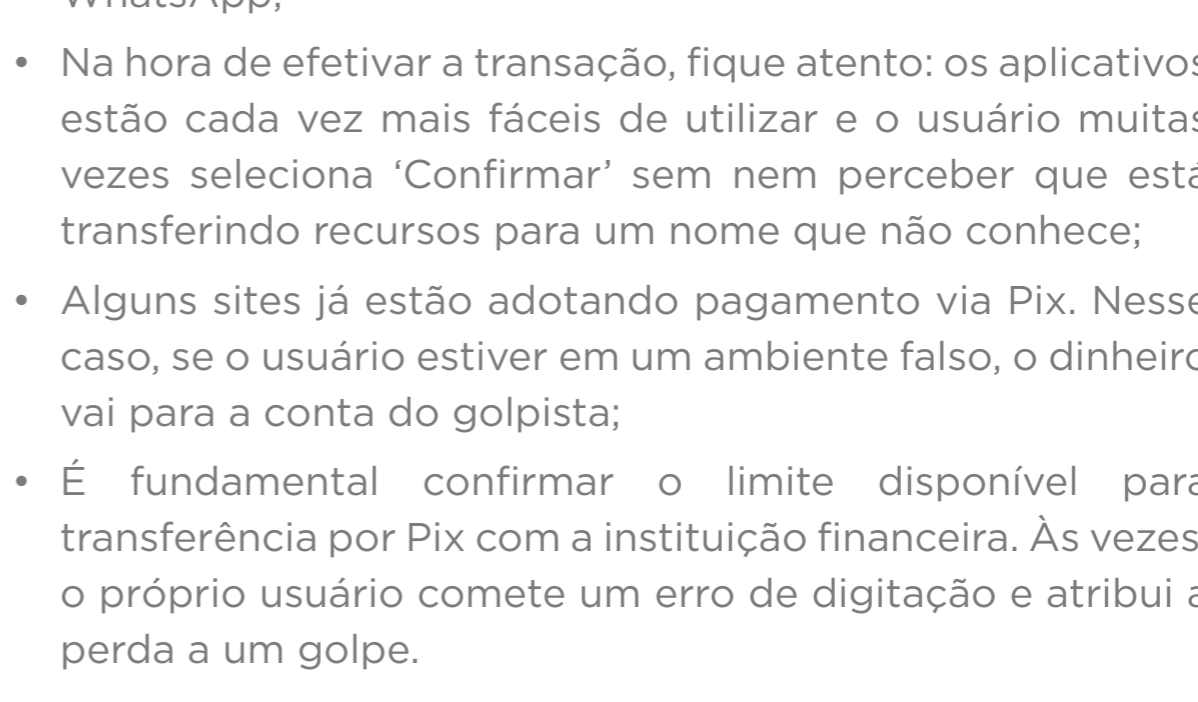 WhatsApp;
• Na hora de efetivar a transação, fique atento: os aplicativos
estão cada vez mais fáceis de utilizar e o usuário muitas
vezes seleciona ‘Confirmar’ sem nem perceber que está
transferindo recursos para um nome que não conhece;
• Alguns sites já estão adotando pagamento via Pix. Nesse
caso, se o usuário estiver em um ambiente falso, o dinheiro
vai para a conta do golpista;
• É fundamental confirmar o limite disponível para
transferência por Pix com a instituição financeira. Às vezes
o próprio usuário comete um erro de digitação e atribui a
perda a um golpe.